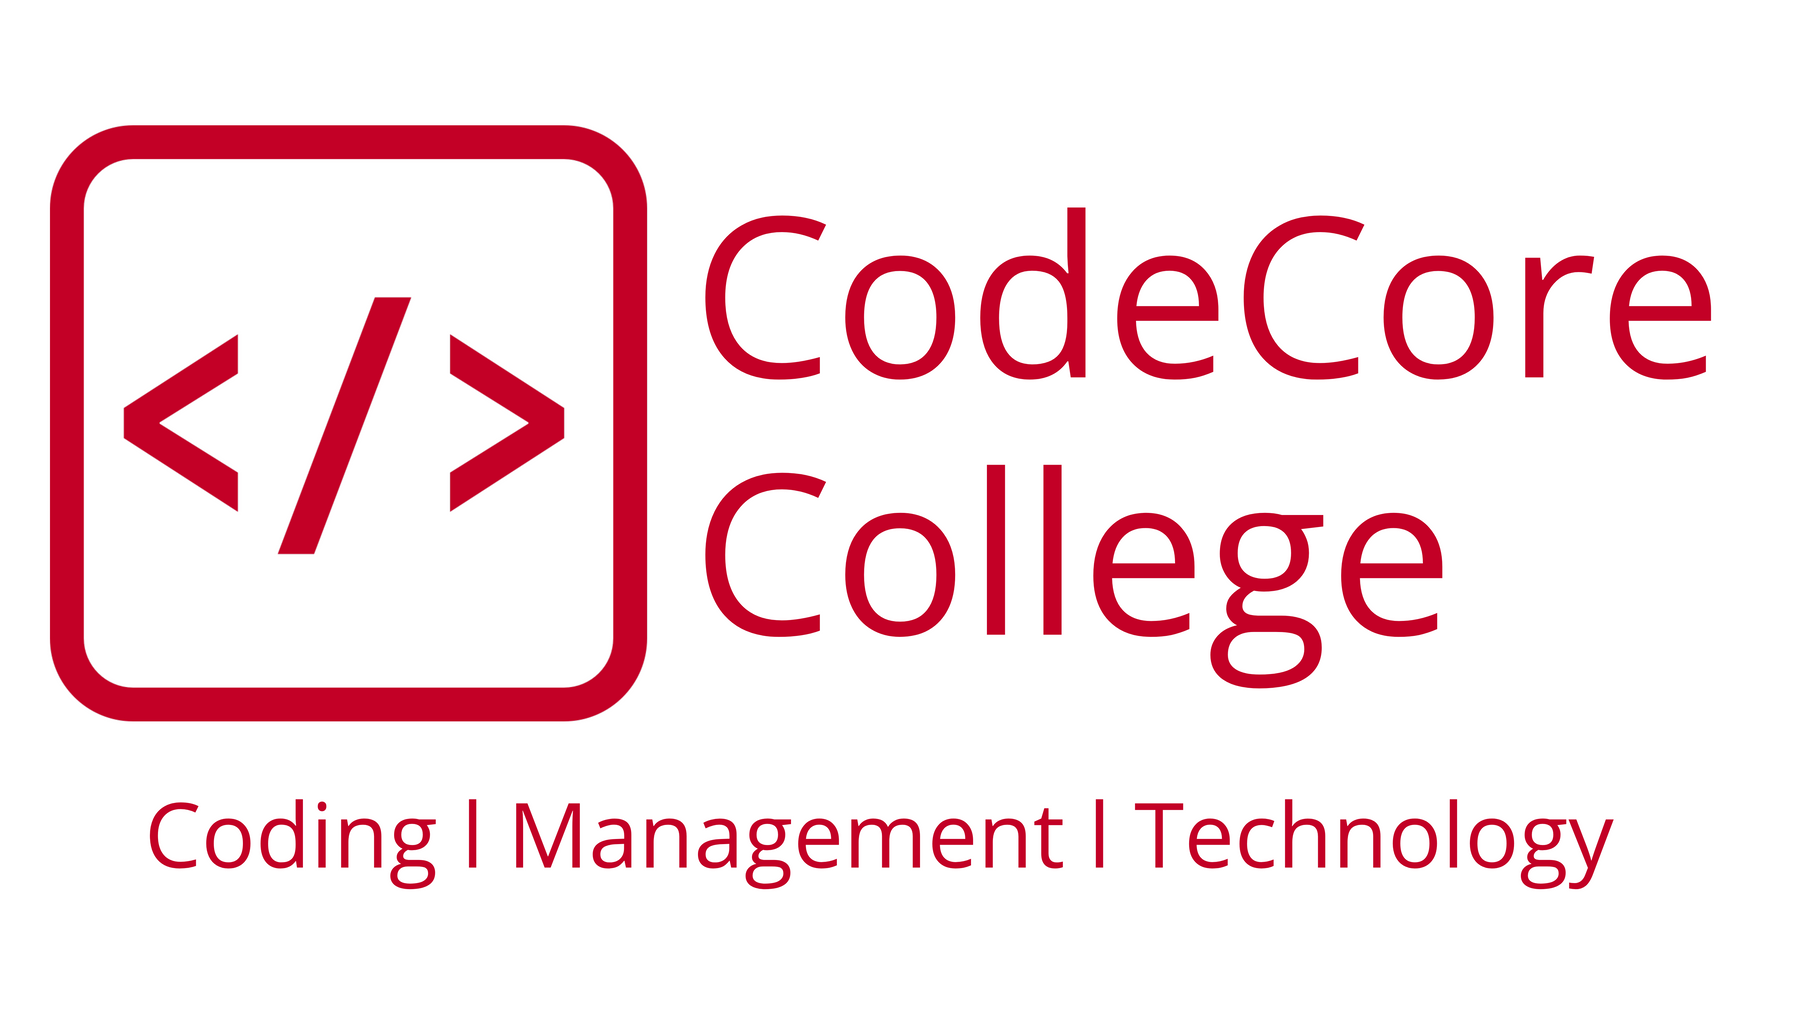 </>
CodeCore
College
Coding l Management l Technology